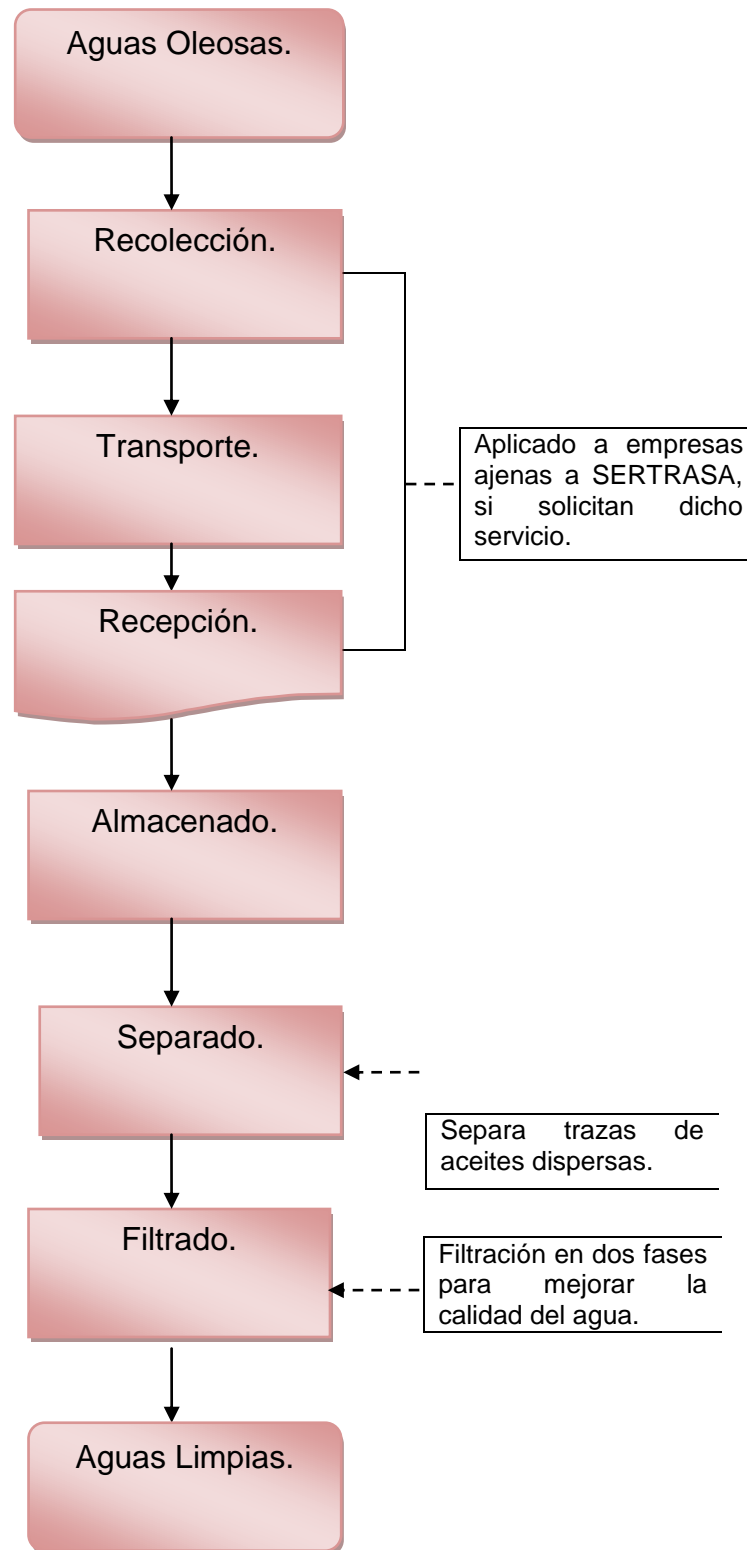 Aguas Oleosas.
Recolección.
Transporte.
Aplicado a empresas
ajenas a SERTRASA,
si solicitan dicho
servicio.
Recepción.
Almacenado.
Separado.
Separa trazas de
aceites dispersas.
Filtrado.
Filtración en dos fases
para mejorar la
calidad del agua.
Aguas Limpias.